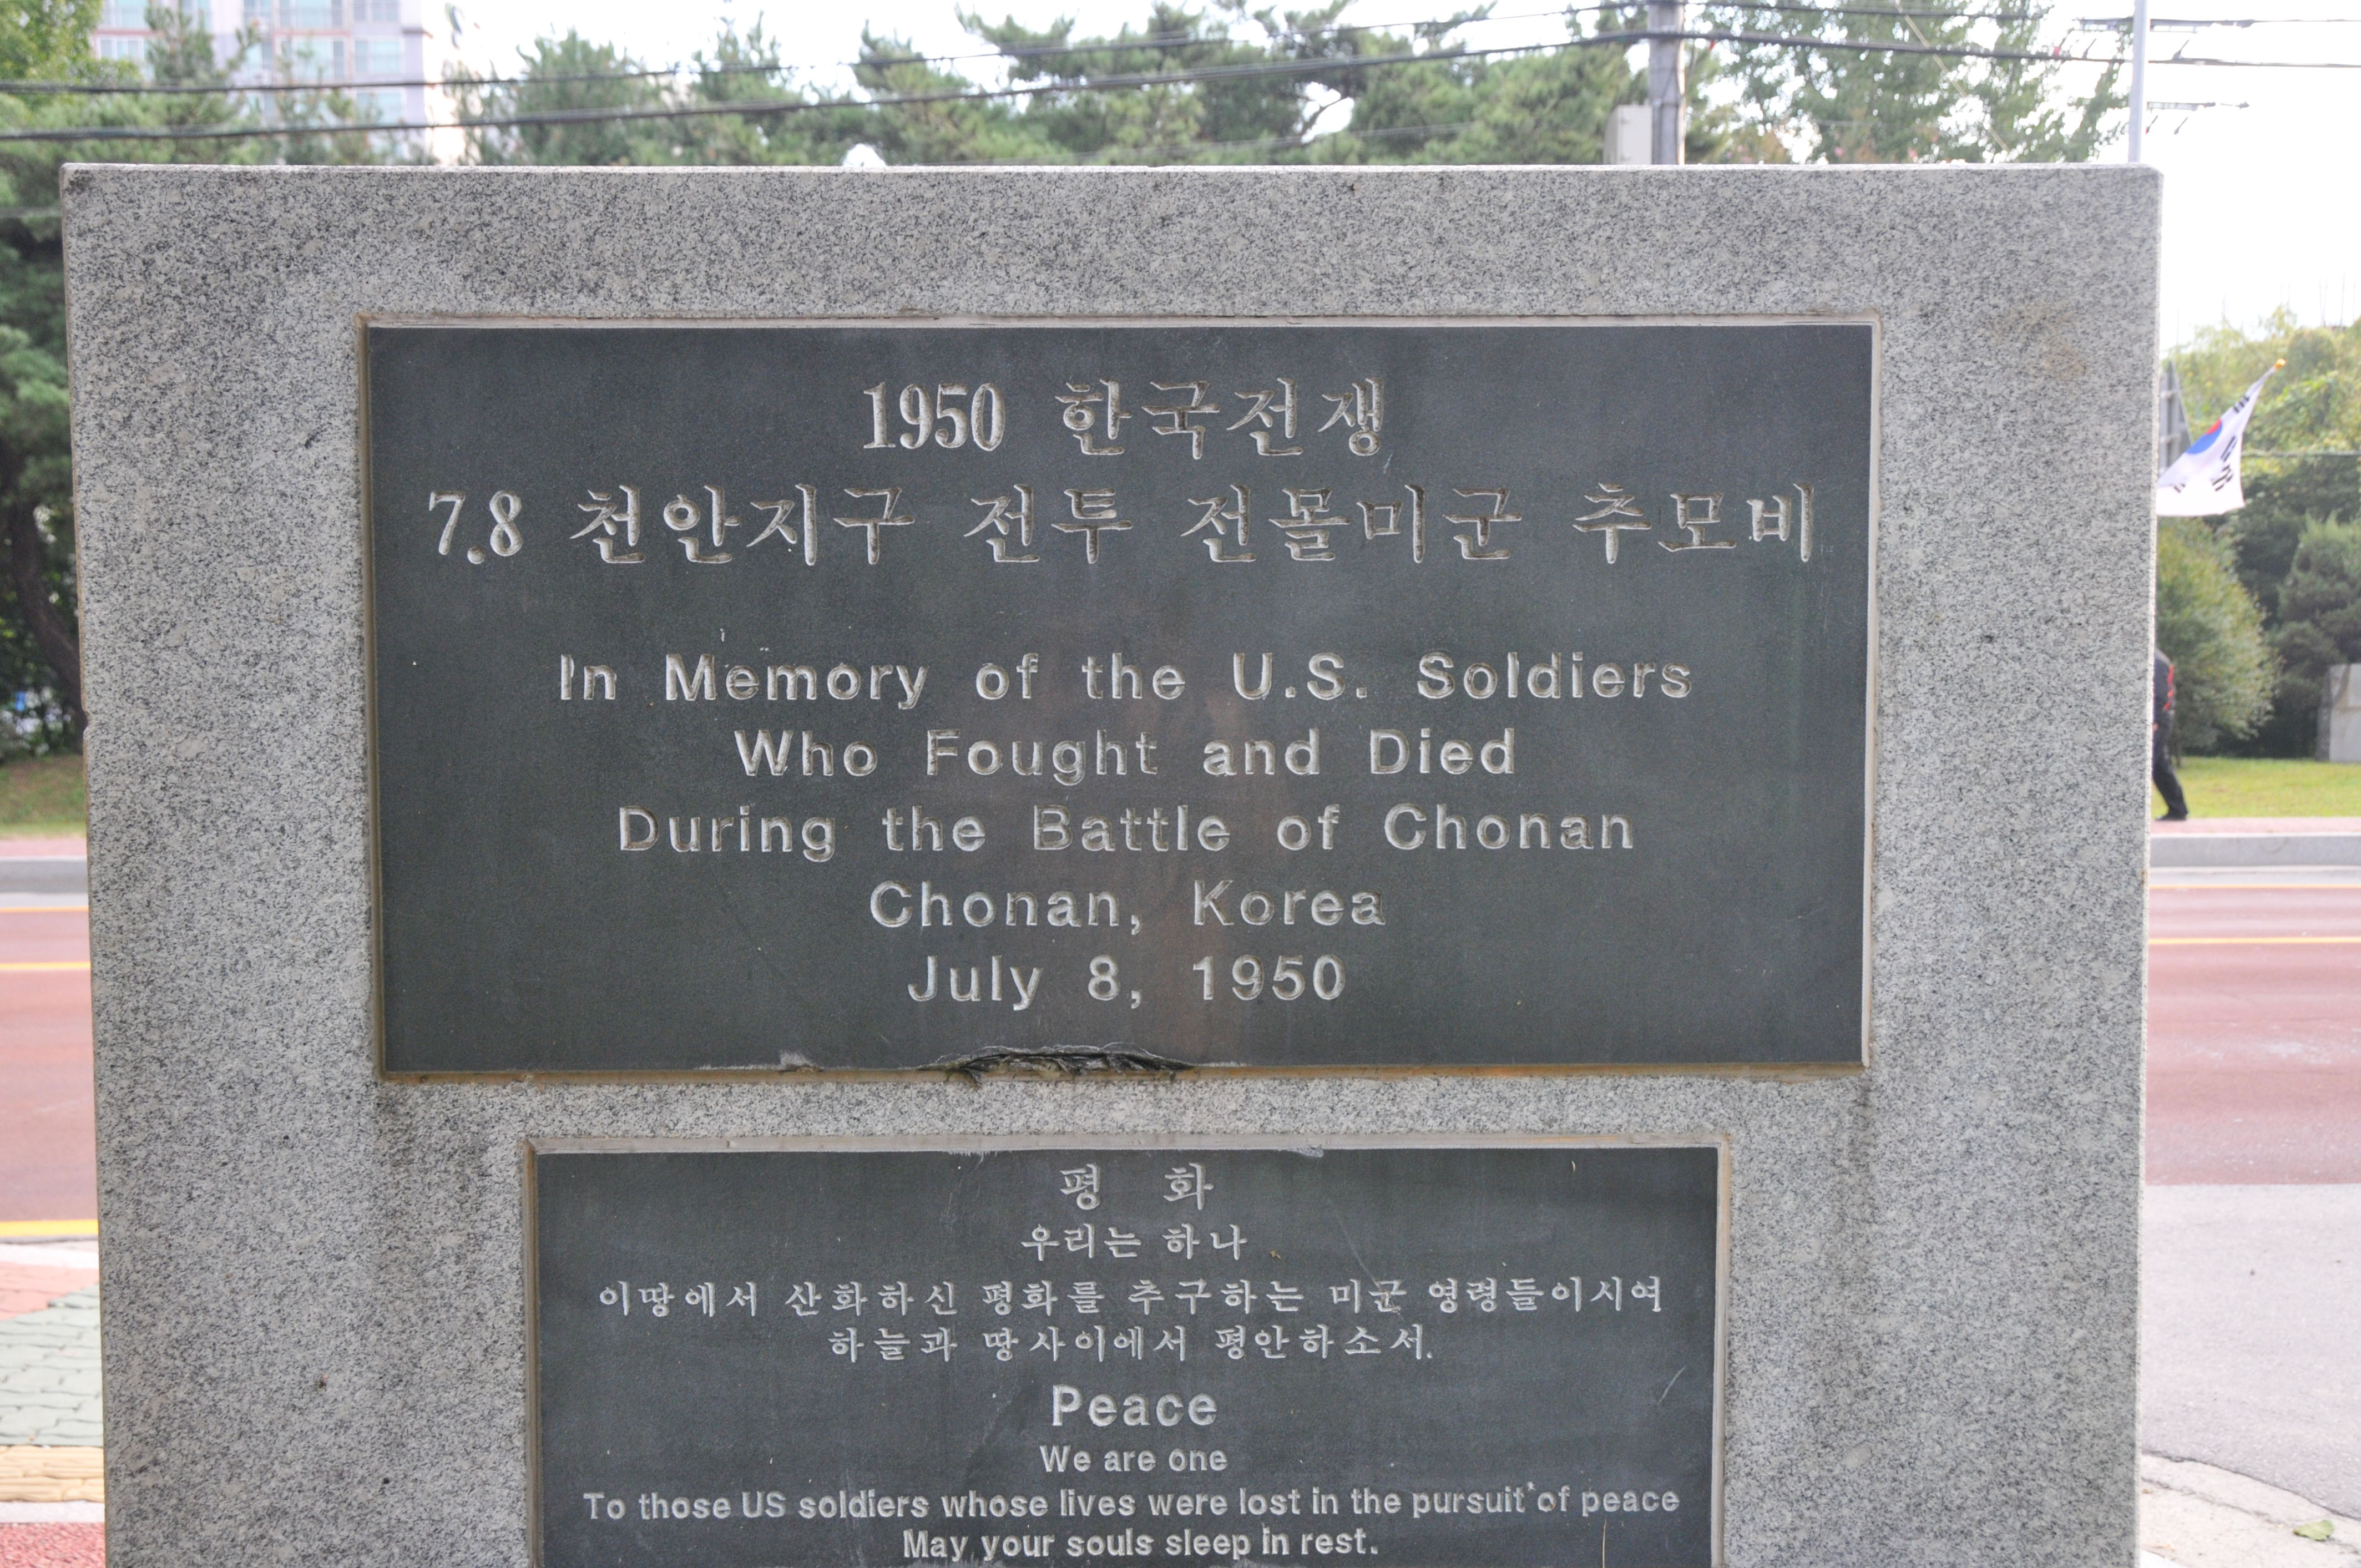 1950 한국전쟁
7.8 천안지구 전투 전몰미군 추모비
In Memory of the U.S. Soldiers
Who Fought and Died
During the Battle of Chonan
Chonan, Korea
July 8, 1950
평 화
우리는 하나
이땅에서 산화하신 평화를 추구하는 미군 영령들이시여
하늘과 땅사이에서 평안하소서.
Peace
We are one
To those US soldiers whose lives were lost in the pursuit of peace
May your souls sleep in rest.